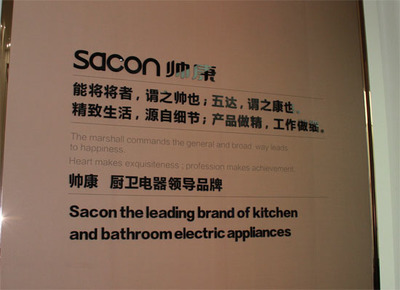 sacon 帅康
能将将者，谓之帅也；五达，谓之康也。
精致生活，源自细节；产品做精，工作做细。
The marshall commands the general and broad way leads
to happiness.
Heart makes exquisiteness ; profession makes achievement.
帅康 厨卫电器领导品牌
Sacon the leading brand of kitchen
and bathroom electric appliances